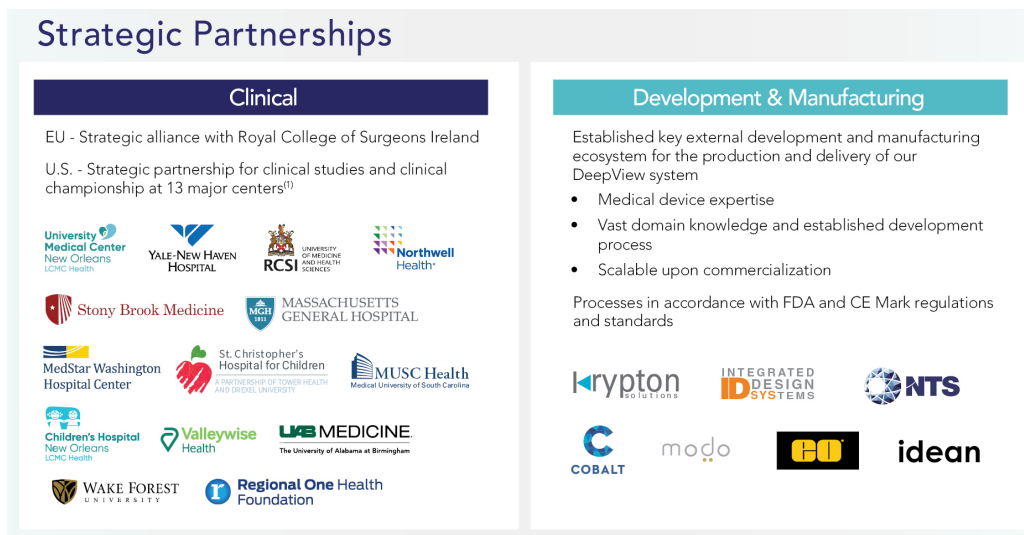 Strategic Partnerships
Clinical
EU - Strategic alliance with Royal College of Surgeons Ireland
U.S. - Strategic partnership for clinical studies and clinical
championship at 13 major centers(1)
University
Medical Center
New Orleans
LCMC Health
YALE-NEW HAVEN
HOSPITAL
RCSI
UNIVERSITY
OF MEDICINE
AND HEALTH
SCIENCES
Northwell
Health
Stony Brook Medicine
MGH
1811
MASSACHUSETTS
GENERAL HOSPITAL
MedStar Washington
Hospital Center
St. Christopher's
Hospital for Children
A PARTNERSHIP OF TOWER HEALTH
AND DREXEL UNIVERSITY
MUSC Health
Medical University of South Carolina
Children's Hospital
New Orleans
LCMC Health
Valleywise
Health
UAB MEDICINE
The University of Alabama at Birmingham
WAKE FOREST
UNIVERSITY
r
Regional One Health
Foundation
Development & Manufacturing
Established key external development and manufacturing
ecosystem for the production and delivery of our
DeepView system
• Medical device expertise
• Vast domain knowledge and established development
process
• Scalable upon commercialization
Processes in accordance with FDA and CE Mark regulations
and standards
krypton
solutions
INTEGRATED
DESIGN
SYSTEMS
ID
NTS
COBALT
modo
EO
idean